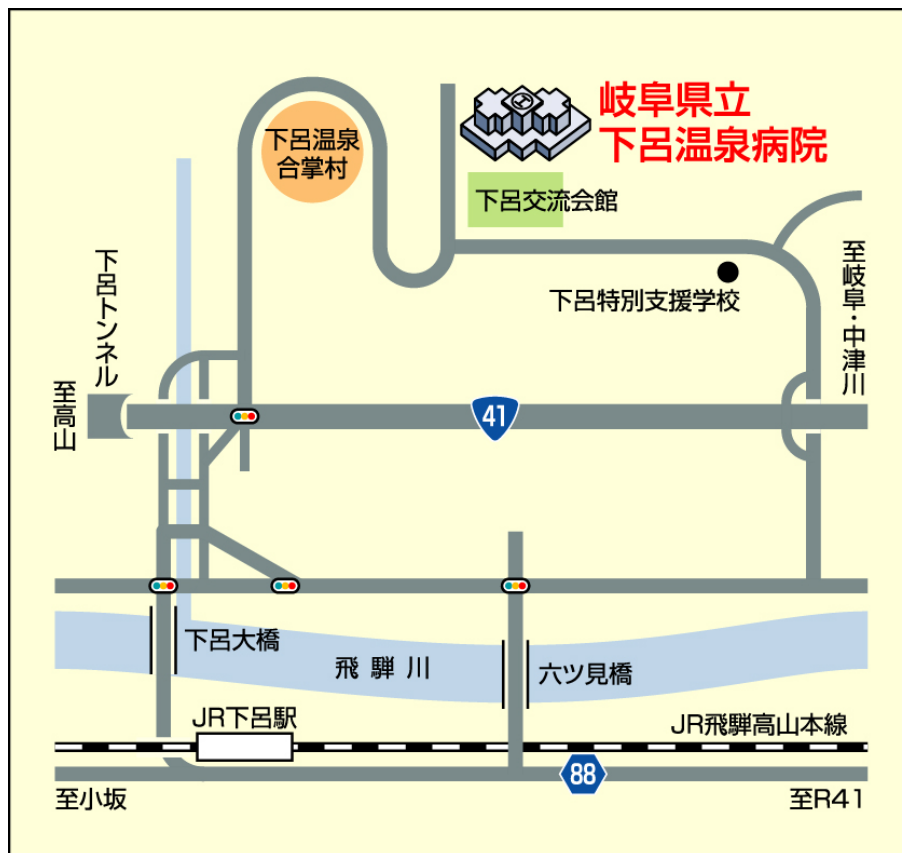 岐阜県立
下呂温泉病院
下呂温泉
合掌村
下呂交流会館
下呂トンネル
至高山
至岐阜・中津川
下呂特別支援学校
41
下呂大橋
飛騨川
六ツ見橋
JR下呂駅
JR飛騨高山本線
88
至小坂
至R41